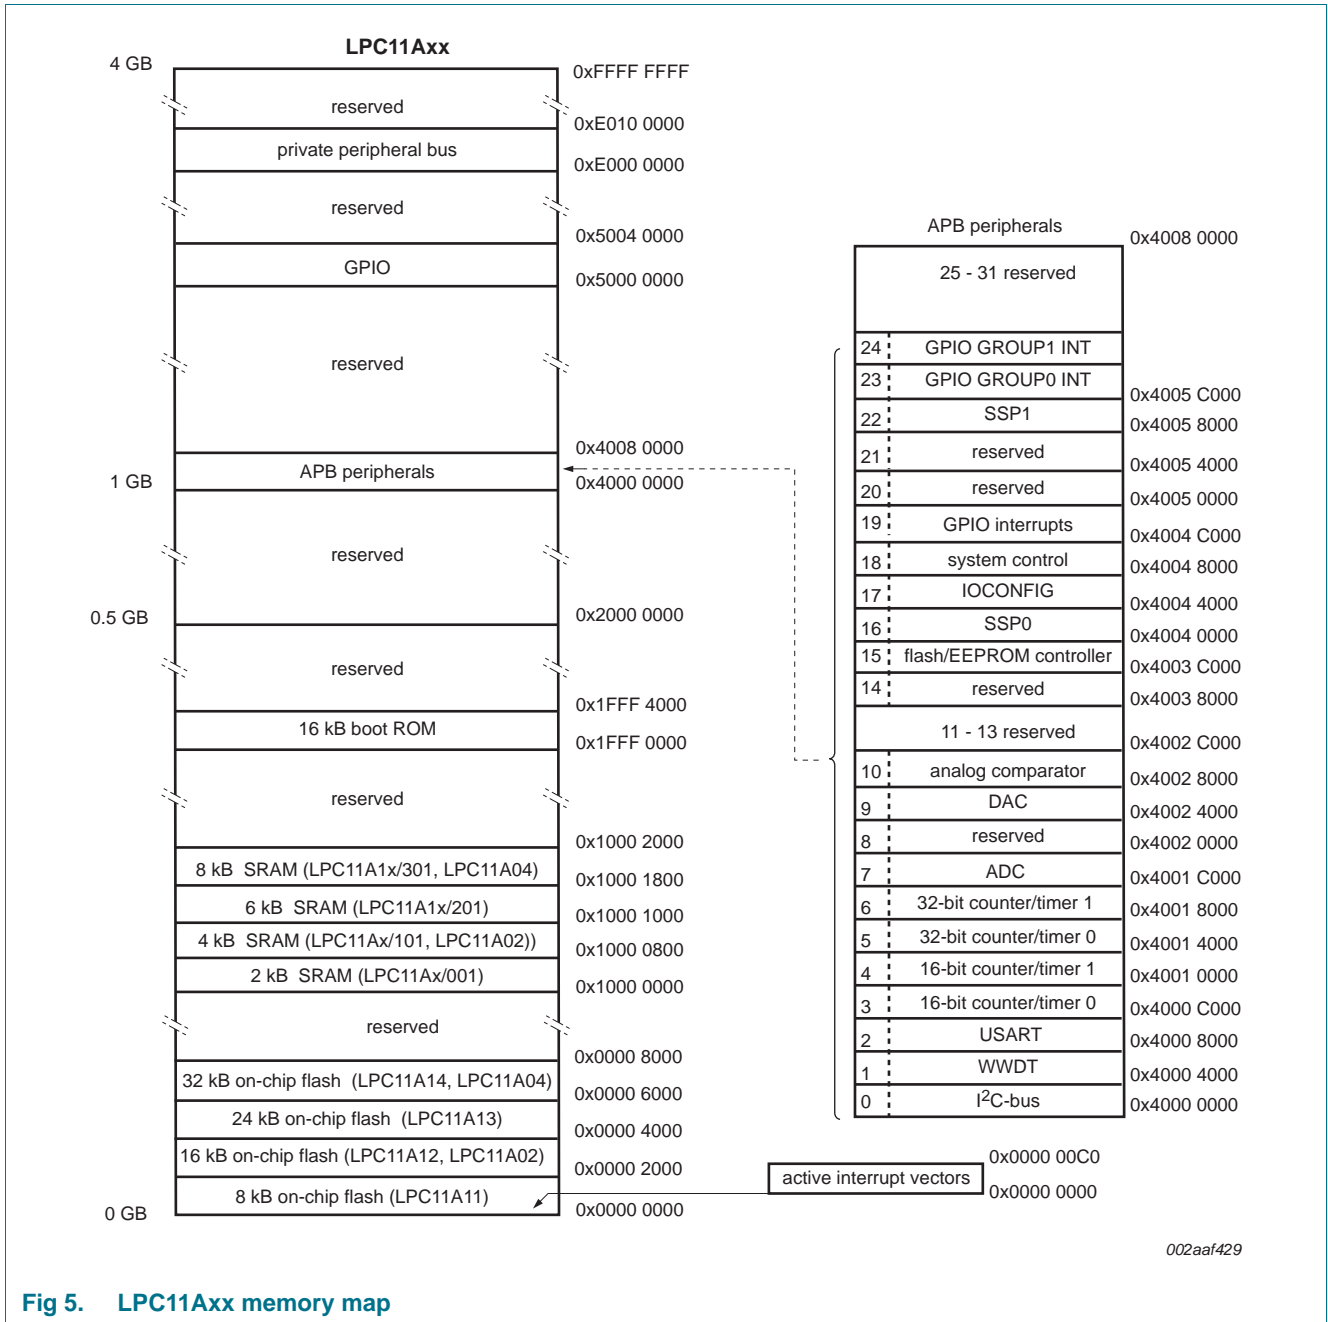 LPC11Axx
4 GB
0xFFFF FFFF
reserved
0xE010 0000
private peripheral bus
0xE000 0000
reserved
0x5004 0000
GPIO
0x5000 0000
reserved
0x4008 0000
APB peripherals
1 GB
0x4000 0000
reserved
0.5 GB
0x2000 0000
reserved
0x1FFF 4000
16 kB boot ROM
0x1FFF 0000
reserved
0x1000 2000
8 kB SRAM (LPC11A1x/301, LPC11A04)
0x1000 1800
6 kB SRAM (LPC11A1x/201)
0x1000 1000
4 kB SRAM (LPC11Ax/101, LPC11A02))
0x1000 0800
2 kB SRAM (LPC11Ax/001)
0x1000 0000
reserved
0x0000 8000
32 kB on-chip flash (LPC11A14, LPC11A04)
0x0000 6000
24 kB on-chip flash (LPC11A13)
0x0000 4000
16 kB on-chip flash (LPC11A12, LPC11A02)
0x0000 2000
8 kB on-chip flash (LPC11A11)
0 GB
0x0000 0000
APB peripherals
0x4008 0000
25 - 31 reserved
24 GPIO GROUP1 INT
23 GPIO GROUP0 INT
0x4005 C000
22 SSP1
0x4005 8000
21 reserved
0x4005 4000
20 reserved
0x4005 0000
19 GPIO interrupts
0x4004 C000
18 system control
0x4004 8000
17 IOCONFIG
0x4004 4000
16 SSP0
0x4004 0000
15 flash/EEPROM controller
0x4003 C000
14 reserved
0x4003 8000
11 - 13 reserved
0x4002 C000
10 analog comparator
0x4002 8000
9 DAC
0x4002 4000
8 reserved
0x4002 0000
7 ADC
0x4001 C000
6 32-bit counter/timer 1
0x4001 8000
5 32-bit counter/timer 0
0x4001 4000
4 16-bit counter/timer 1
0x4001 0000
3 16-bit counter/timer 0
0x4000 C000
2 USART
0x4000 8000
1 WWDT
0x4000 4000
0 I2C-bus
0x4000 0000
0x0000 00C0
active interrupt vectors
0x0000 0000
002aaf429
Fig 5. LPC11Axx memory map